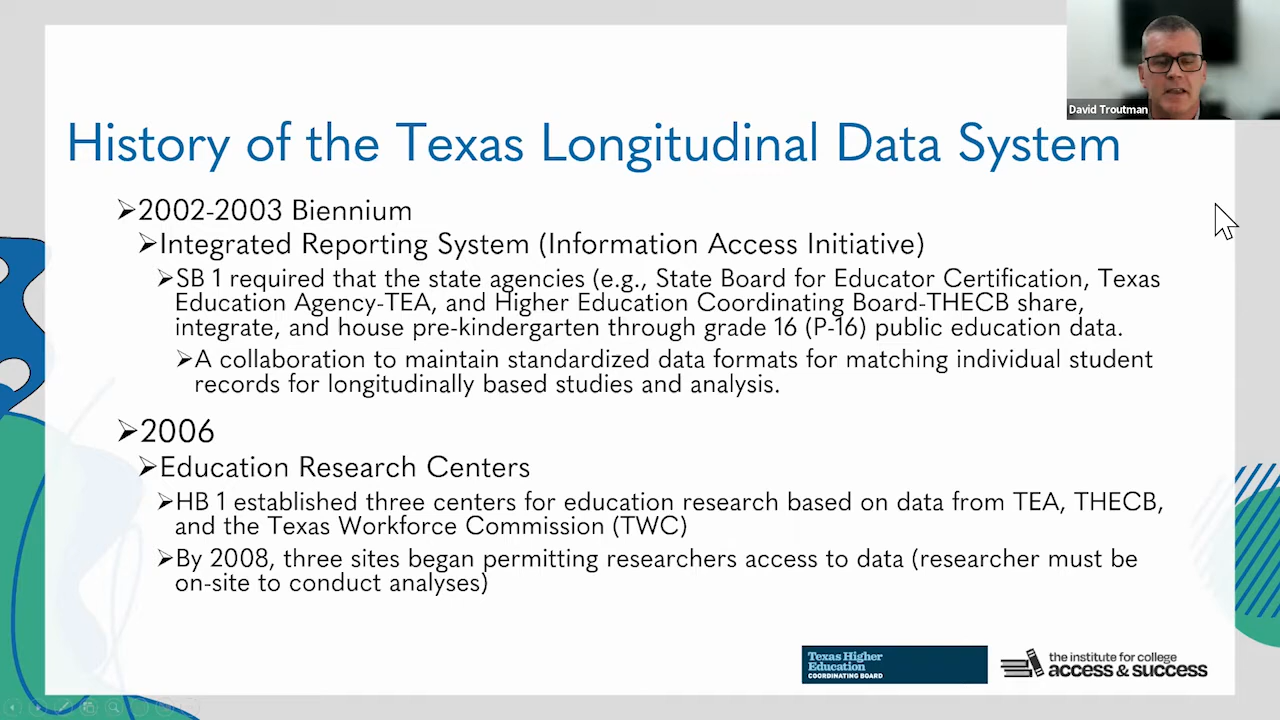 David Troutman
History of the Texas Longitudinal Data System
➢2002-2003 Biennium
➢Integrated Reporting System (Information Access Initiative)
➢SB 1 required that the state agencies (e.g., State Board for Educator Certification, Texas
Education Agency-TEA, and Higher Education Coordinating Board-THECB share,
integrate, and house pre-kindergarten through grade 16 (P-16) public education data.
➢A collaboration to maintain standardized data formats for matching individual student
records for longitudinally based studies and analysis.
➢2006
➢Education Research Centers
➢HB 1 established three centers for education research based on data from TEA, THECB,
and the Texas Workforce Commission (TWC)
➢By 2008, three sites began permitting researchers access to data (researcher must be
on-site to conduct analyses)
Texas Higher
Education
COORDINATING BOARD
the institute for college
access & success